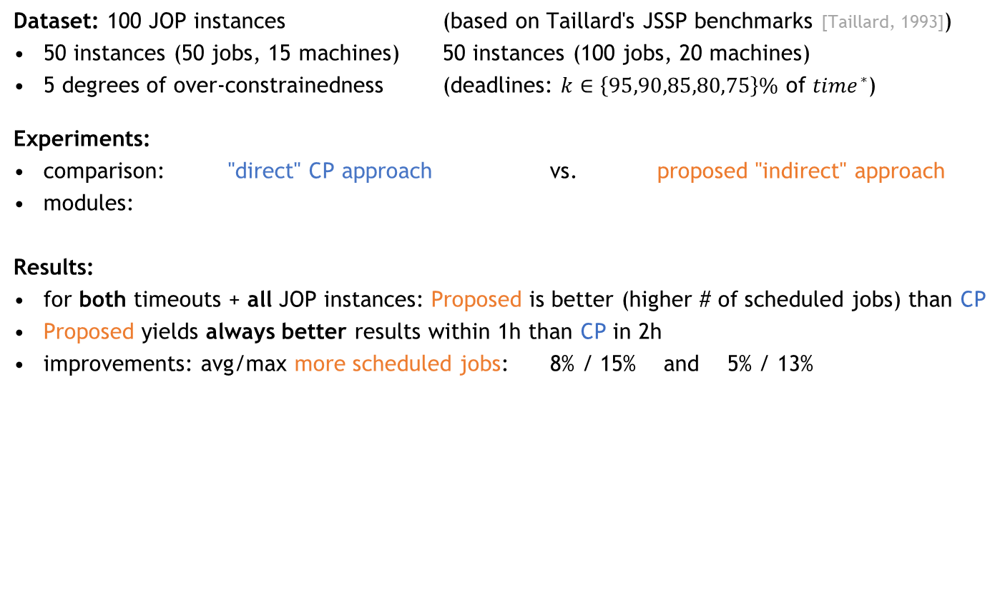 Dataset: 100 JOP instances (based on Taillard's JSSP benchmarks [Taillard, 1993])
• 50 instances (50 jobs, 15 machines) 50 instances (100 jobs, 20 machines)
• 5 degrees of over-constrainedness (deadlines: k ∈ {95,90,85,80,75}% of time*)
Experiments:
• comparison: "direct" CP approach vs. proposed "indirect" approach
• modules:
Results:
• for both timeouts + all JOP instances: Proposed is better (higher # of scheduled jobs) than CP
• Proposed yields always better results within 1h than CP in 2h
• improvements: avg/max more scheduled jobs: 8% / 15% and 5% / 13%